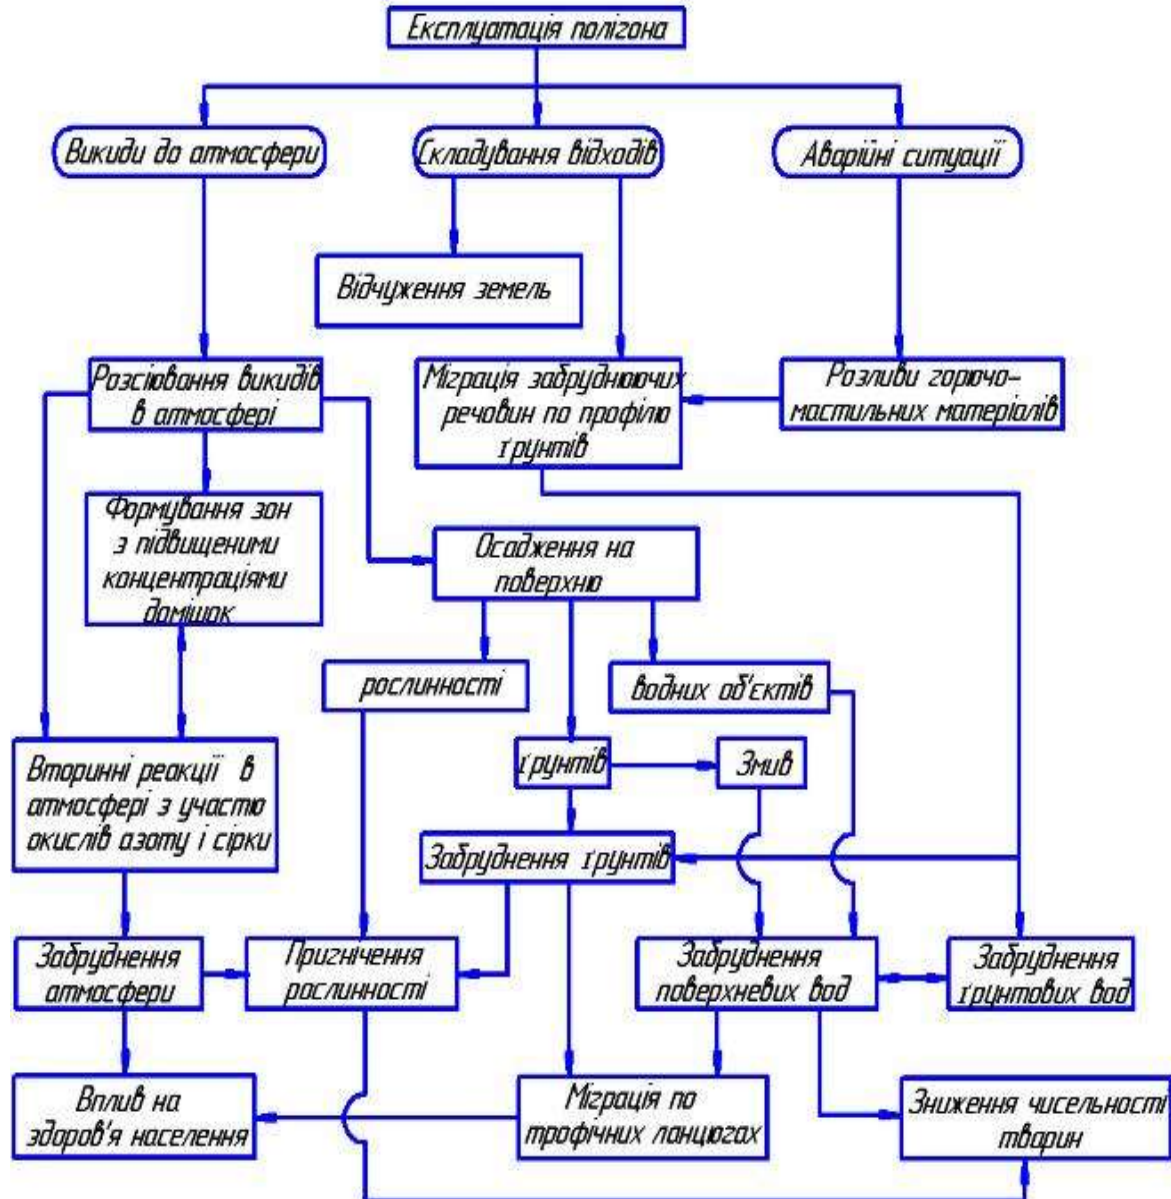 Експлуатація полігона
Викиди до атмосфери
Складування відходів
Аварійні ситуації
Відчуження земель
Розсіювання викидів
в атмосфері
Міграція забруднюючих
речовин по профілю
ґрунтів
Розливи горючо-
мастильних матеріалів
Формування зон
з підвищеними
концентраціями
домішок
Осадження на
поверхню
рослинності
водних об'єктів
ґрунтів
Змив
Вторинні реакції в
атмосфері з участю
окислів азоту і сірки
Забруднення ґрунтів
Забруднення
атмосфери
Пригнічення
рослинності
Забруднення
поверхневих вод
Забруднення
ґрунтових вод
Вплив на
здоров'я населення
Міграція по
трофічних ланцюгах
Зниження чисельності
тварин